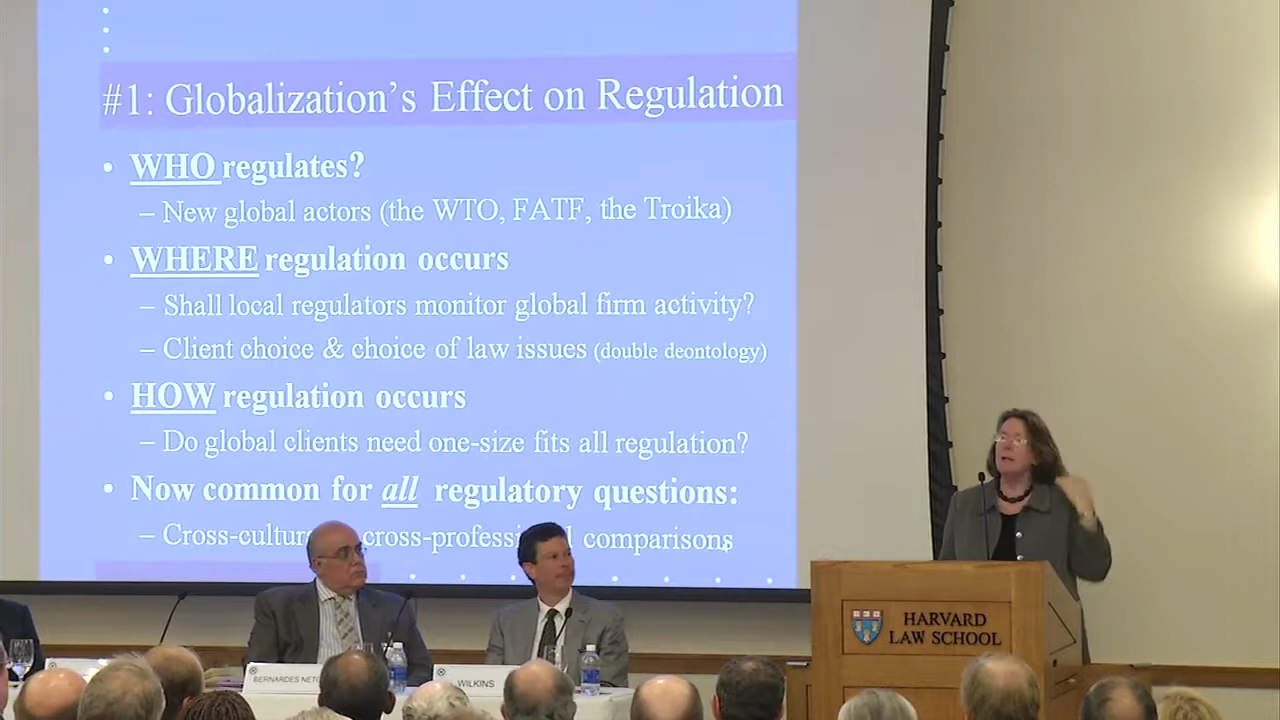 #1: Globalization's Effect on Regulation
• WHO regulates?
– New global actors (the WTO, FATF, the Troika)
• WHERE regulation occurs
– Shall local regulators monitor global firm activity?
– Client choice & choice of law issues (double deontology)
• HOW regulation occurs
– Do global clients need one-size fits all regulation?
• Now common for all regulatory questions:
– comparisons
HARVARD
LAW SCHOOL
BERNARDES
WILKINS